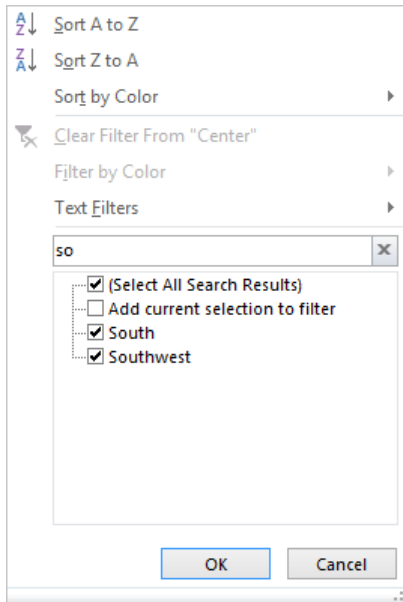 Sort A to Z
Sort Z to A
Sort by Color
Clear Filter From "Center"
Filter by Color
Text Filters
so
(Select All Search Results)
Add current selection to filter
South
Southwest
OK Cancel